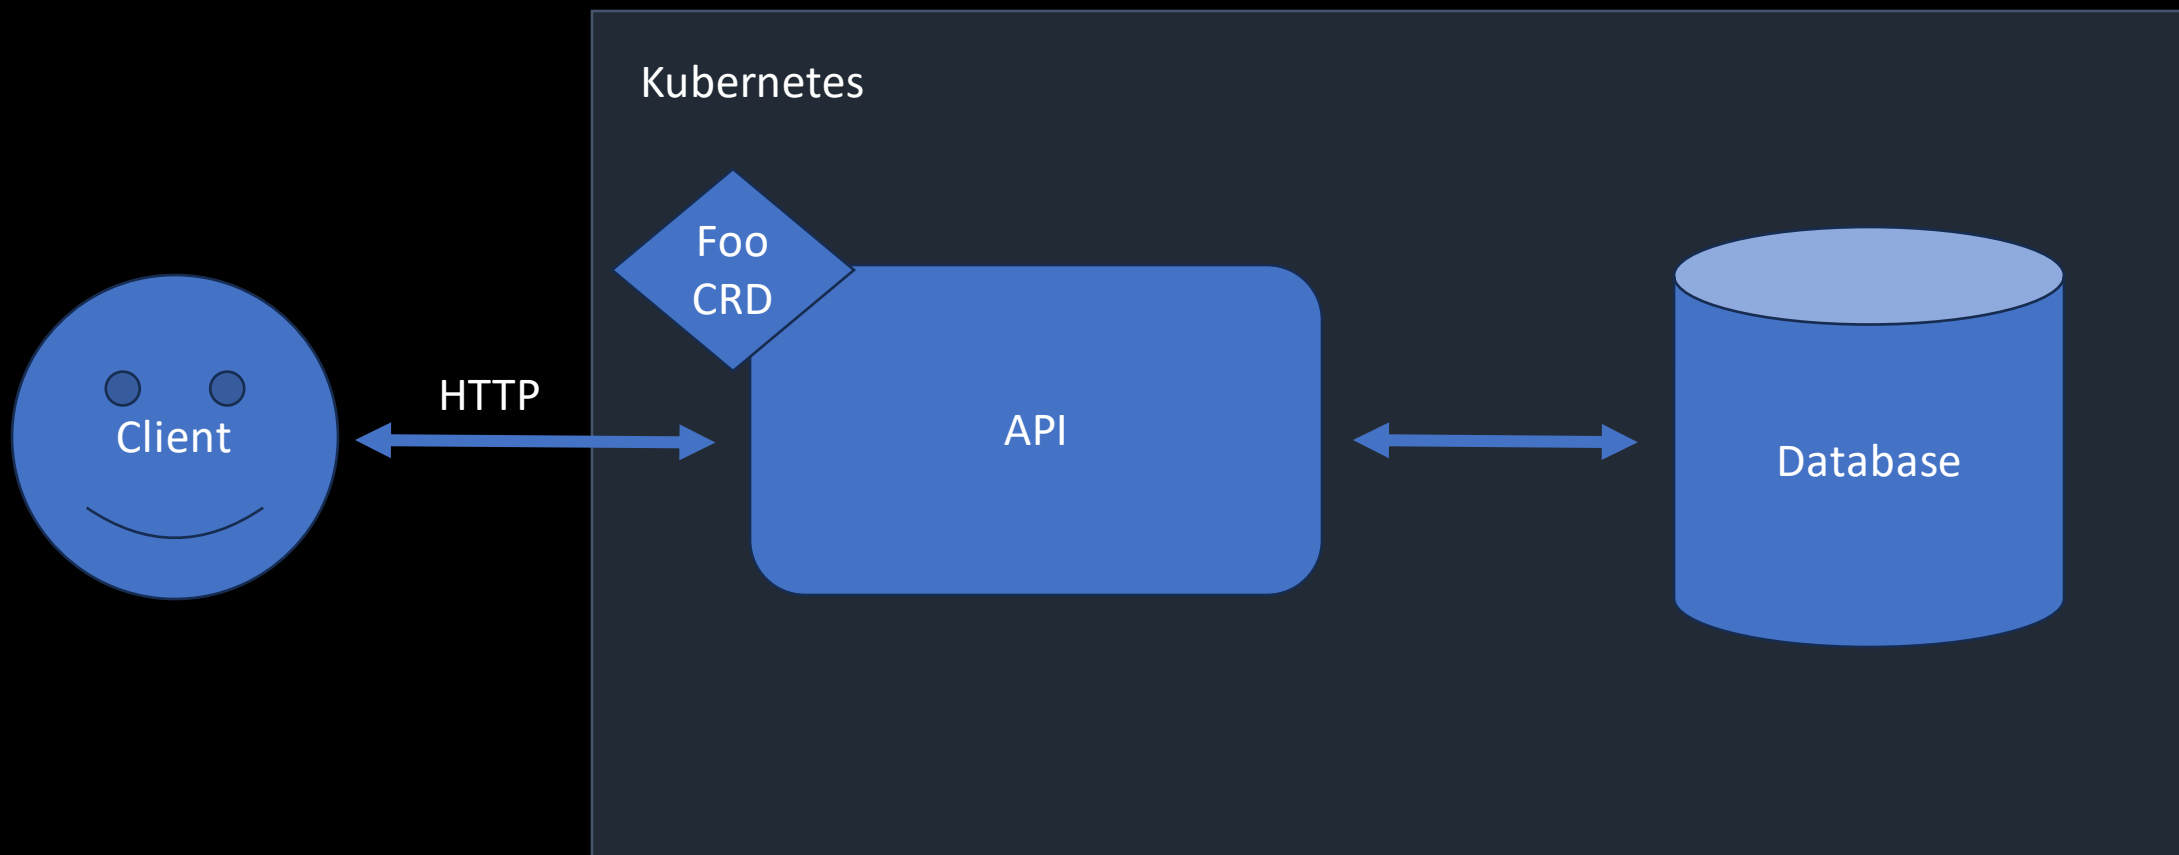 Kubernetes
Foo
CRD
HTTP
Client
API
Database